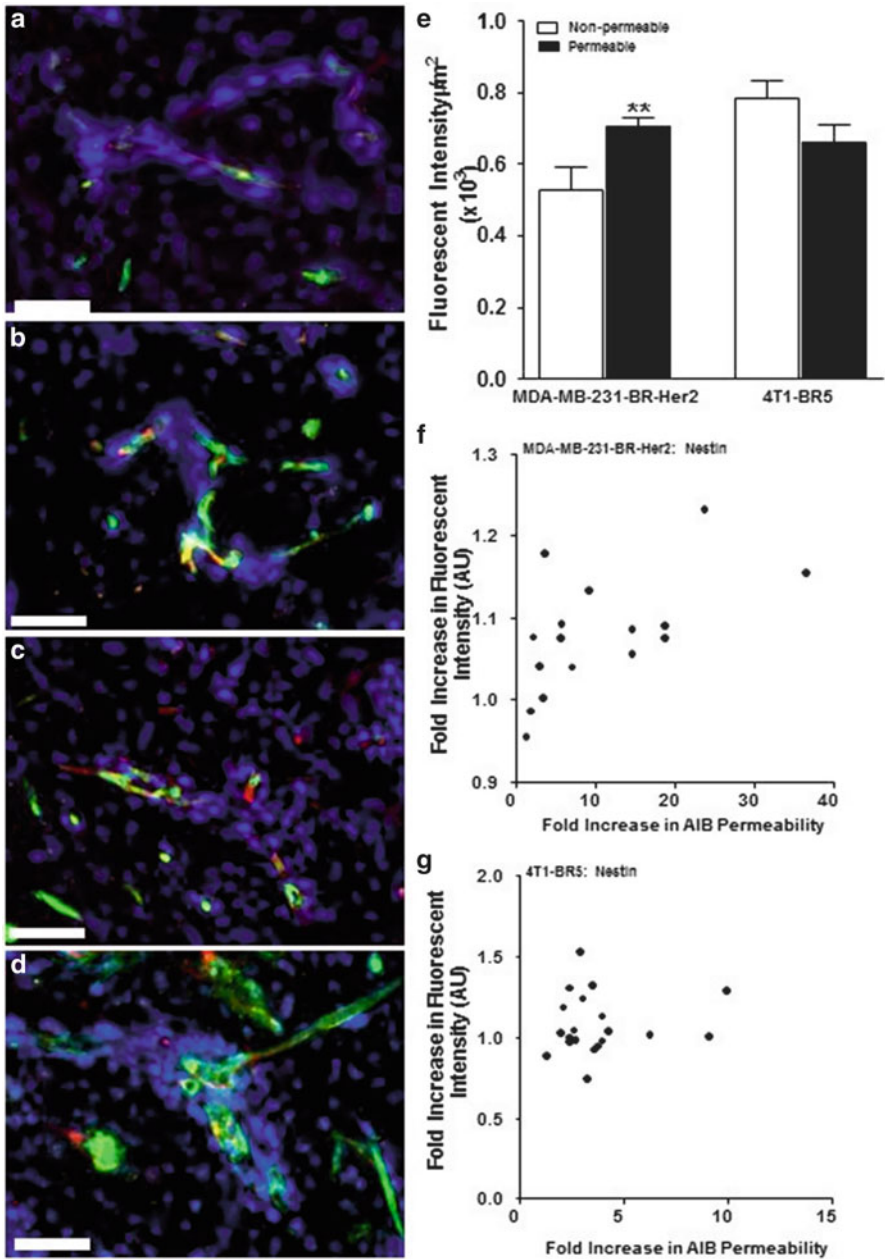 a
b
c
d
e
Non-permeable
Permeable
Fluorescent Intensity/µm²
(x 10³)
1.0
0.8
0.6
0.4
0.2
0.0
**
MDA-MB-231-BR-Her2
4T1-BR5
f
MDA-MB-231-BR-Her2: Nestin
Fold Increase in Fluorescent
Intensity (AU)
1.3
1.2
1.1
1.0
0.9
0
10
20
30
40
Fold Increase in AIB Permeability
g
4T1-BR5: Nestin
Fold Increase in Fluorescent
Intensity (AU)
2.0
1.5
1.0
0.5
0.0
0
5
10
15
Fold Increase in AIB Permeability